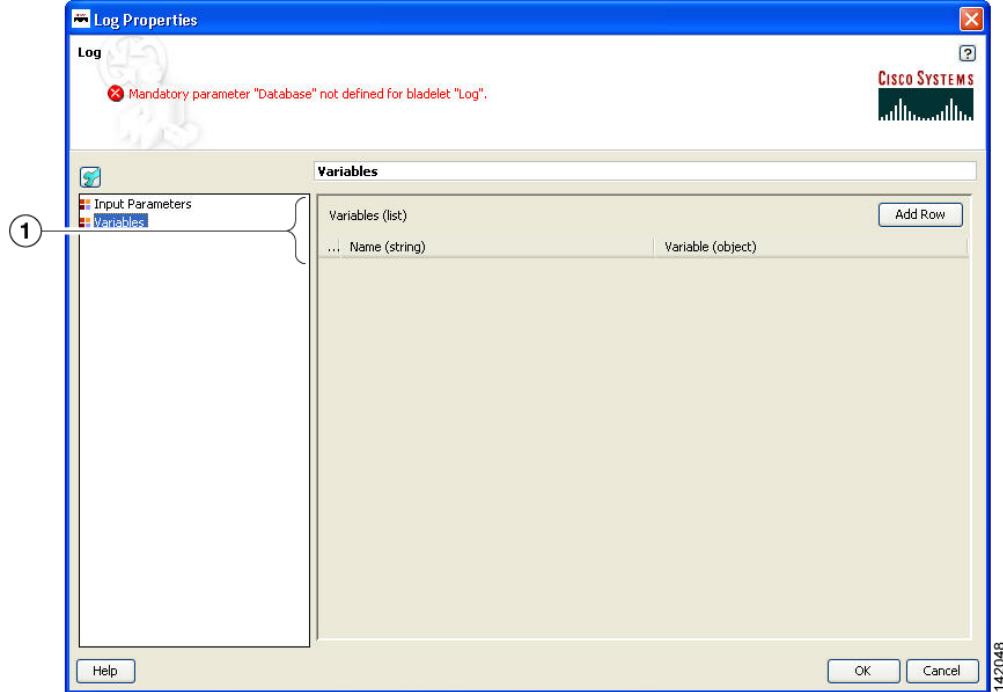 Log Properties
Log
?
CISCO SYSTEMS
Mandatory parameter "Database" not defined for bladelet "Log".
Variables
Input Parameters
Variables
1
Variables (list)
Add Row
... Name (string) Variable (object)
Help
OK
Cancel
142048